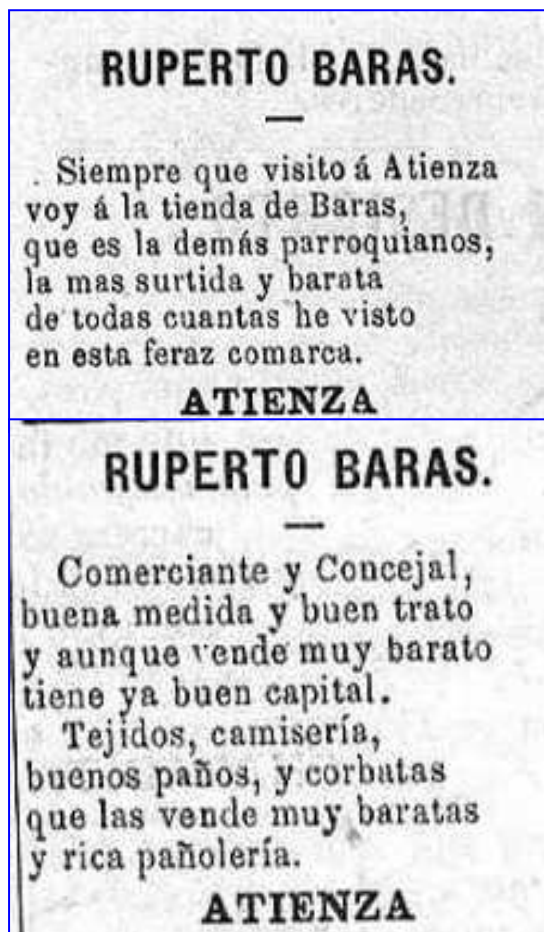 RUPERTO BARAS.
Siempre que visito á Atienza
voy á la tienda de Baras,
que es la demás parroquianos,
la mas surtida y barata
de todas cuantas he visto
en esta feraz comarca.
ATIENZA
RUPERTO BARAS.
Comerciante y Concejal,
buena medida y buen trato
y aunque vende muy barato
tiene ya buen capital.
Tejidos, camisería,
buenos paños, y corbatas
que las vende muy baratas
y rica pañolería.
ATIENZA